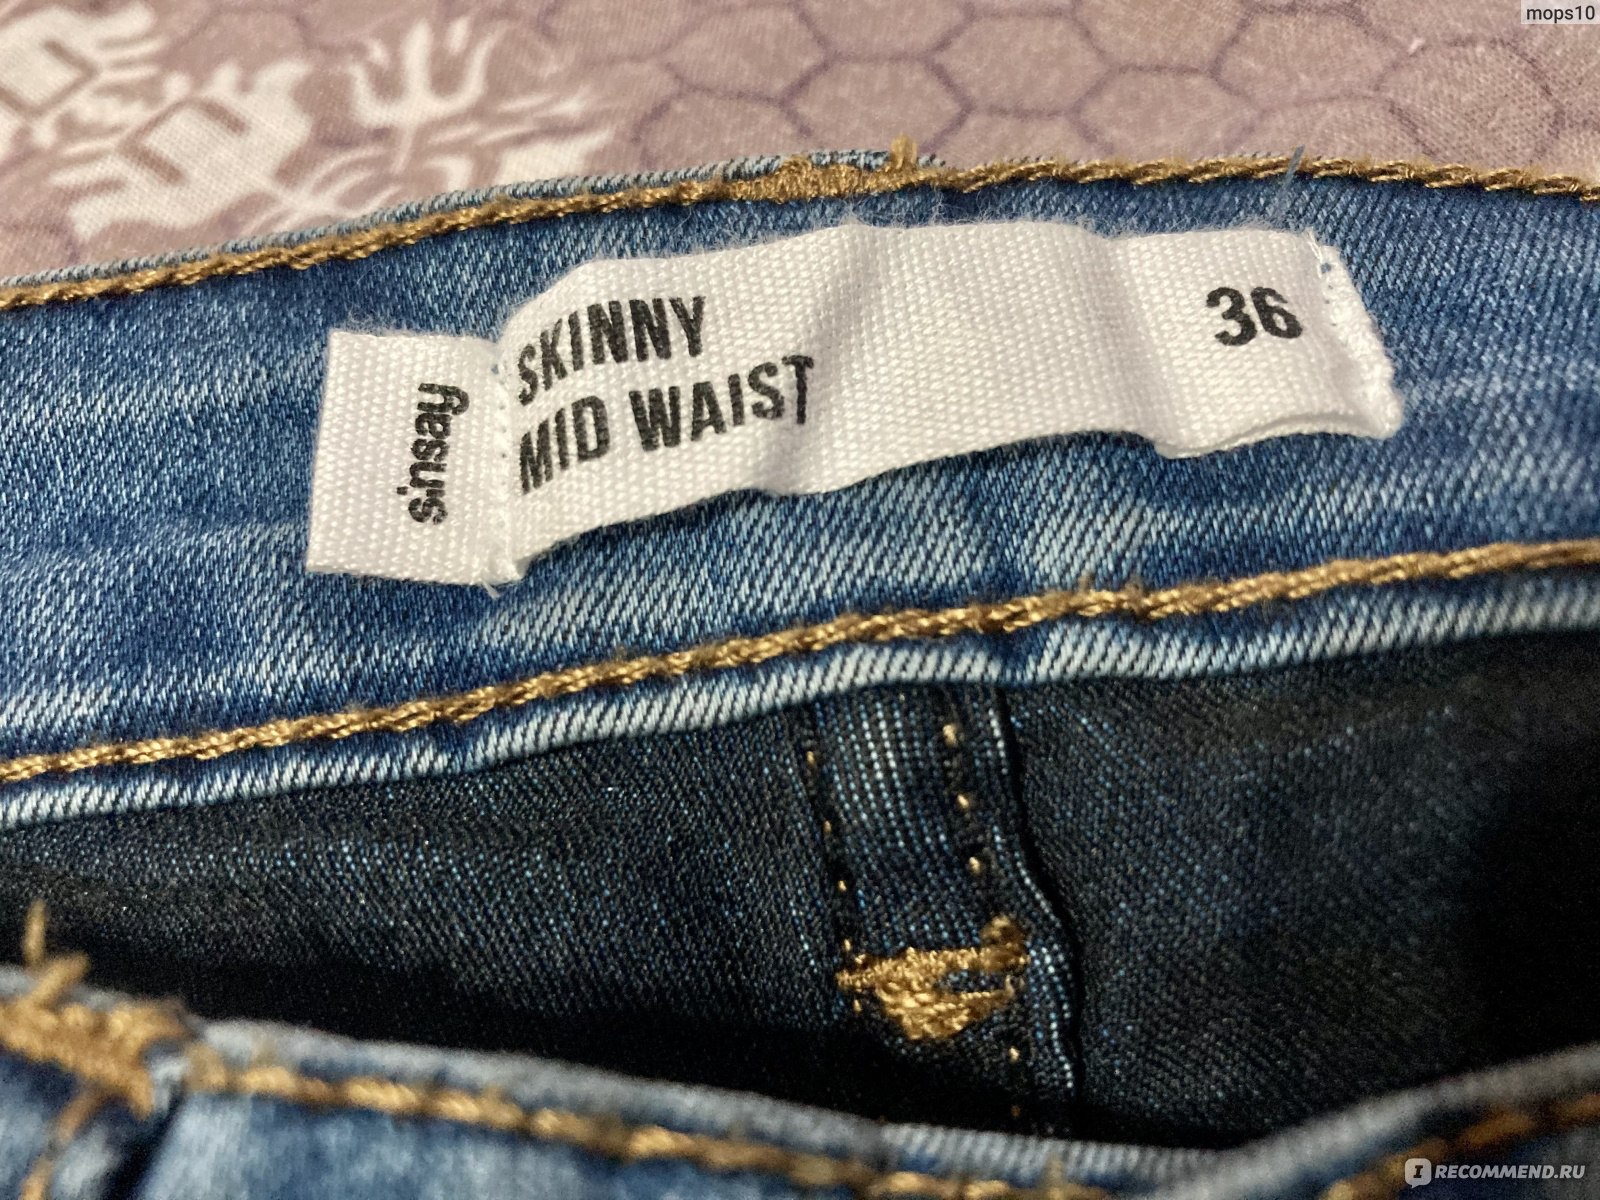 mops10
sinsay
SKINNY
MID WAIST
36
I RECOMMEND.RU